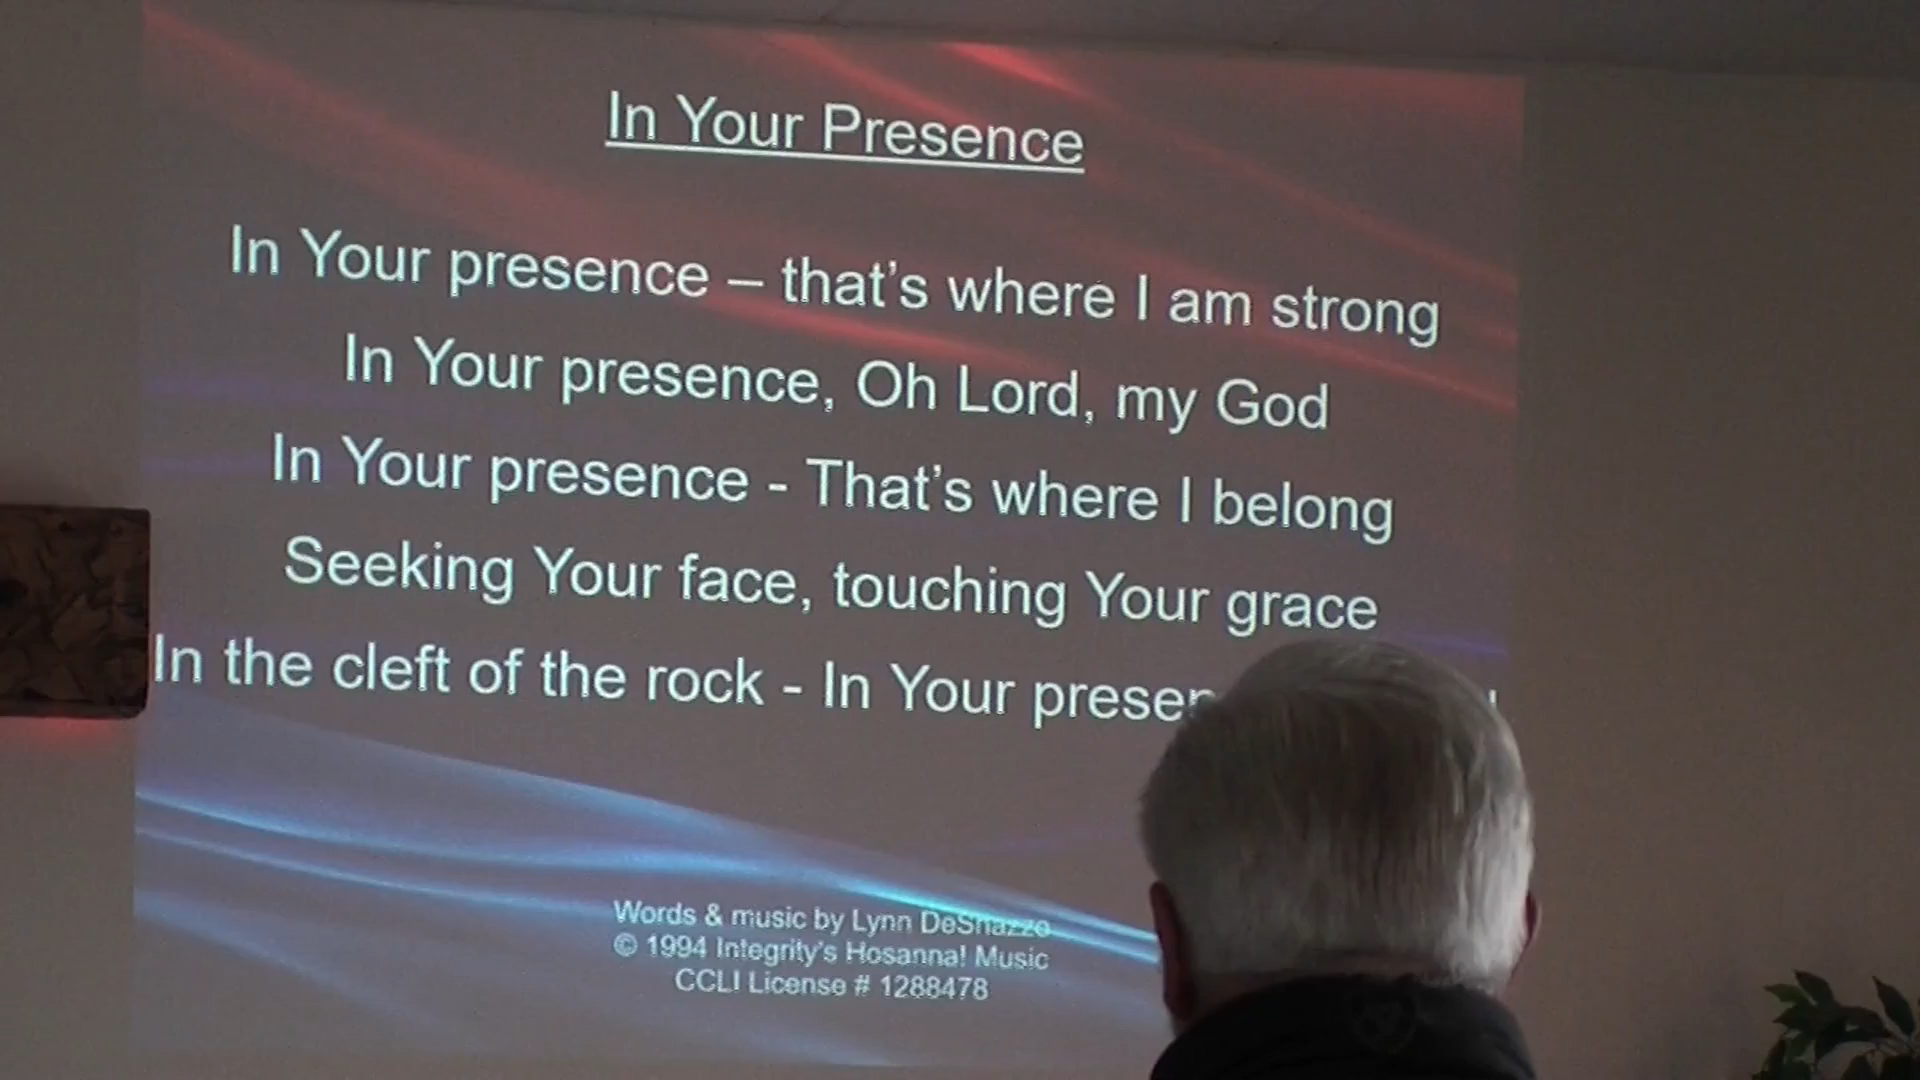 In Your Presence
In Your presence – that’s where I am strong
In Your presence, Oh Lord, my God
In Your presence - That’s where I belong
Seeking Your face, touching Your grace
In the cleft of the rock - In Your
Words & music by Lynn DeShazzo
© 1994 Integrity's Hosanna! Music
CCLI License # 1288478